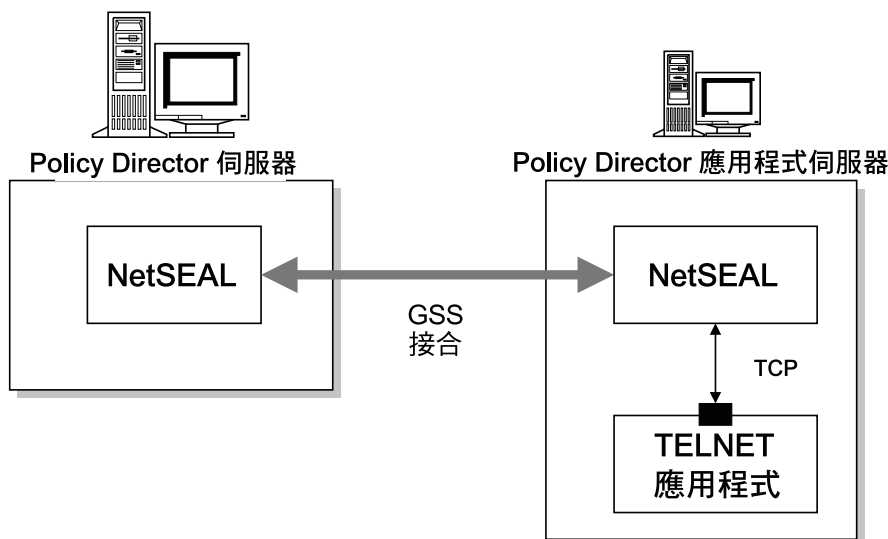 Policy Director 伺服器
Policy Director 應用程式伺服器
NetSEAL
NetSEAL
GSS
接合
TCP
TELNET
應用程式